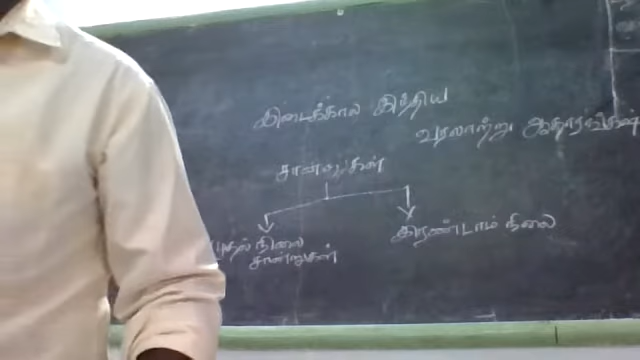 இடைக்கால இந்திய
வரலாற்று ஆதாரங்கள்
சான்றுகள்
முதல் நிலை
சான்றுகள்
இரண்டாம் நிலை